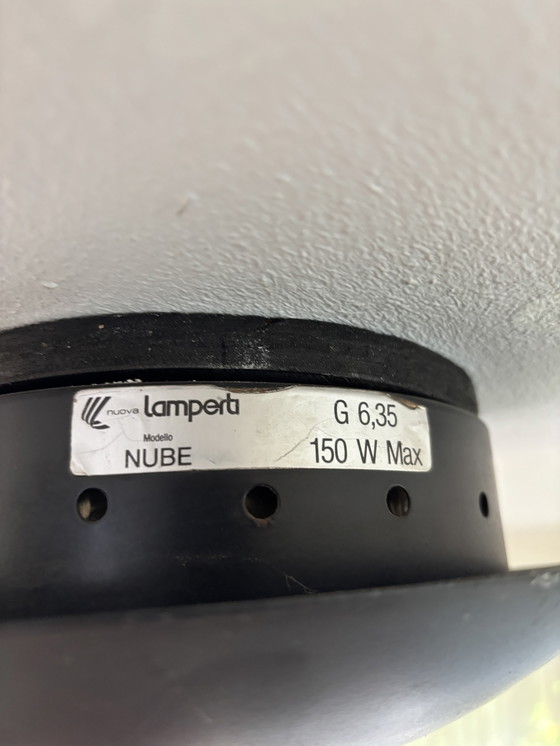 nuova Lamperti
Modello
NUBE
G 6,35
150 W Max